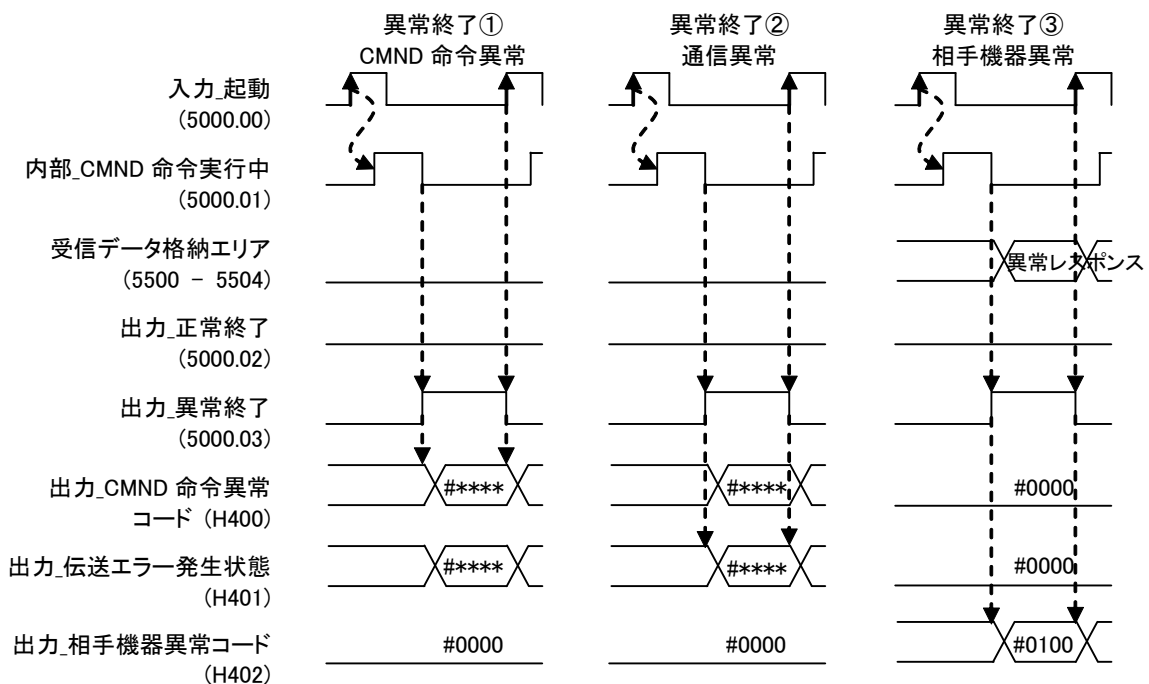 異常終了①
CMND 命令異常
異常終了②
通信異常
異常終了③
相手機器異常
入力_起動
(5000.00)
内部_CMND 命令実行中
(5000.01)
受信データ格納エリア
(5500 − 5504)
異常レスポンス
出力_正常終了
(5000.02)
出力_異常終了
(5000.03)
出力_CMND 命令異常
コード (H400)
#****
#****
#0000
出力_伝送エラー発生状態
(H401)
#****
#****
#0000
出力_相手機器異常コード
(H402)
#0000
#0000
#0100